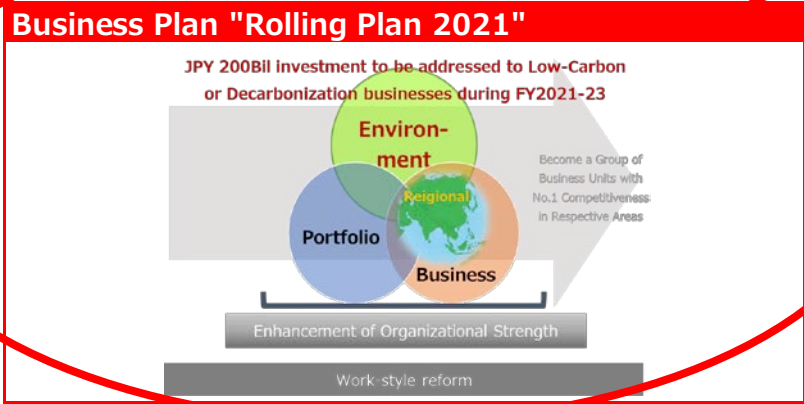 Business Plan "Rolling Plan 2021"
JPY 200Bil investment to be addressed to Low-Carbon
or Decarbonization businesses during FY2021-23
Environ-
ment
Become a Group of
Business Units with
No.1 Competitiveness
in Respective Areas
Reigional
Portfolio
Business
Enhancement of Organizational Strength
Work-style reform